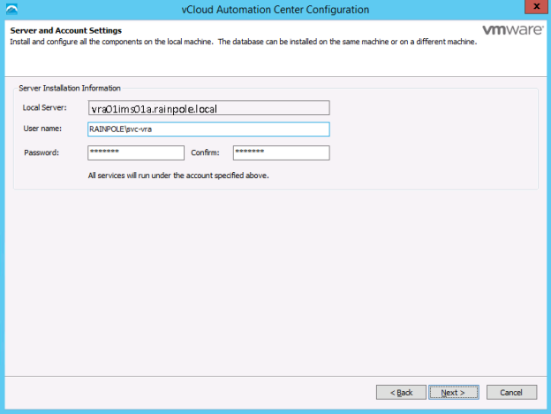 vCloud Automation Center Configuration
x
Server and Account Settings
Install and configure all the components on the local machine. The database can be installed on the same machine or on a different machine.
vmware
Server Installation Information
Local Server: vra01ims01a.rainpole.local
User name: RAINPOLE\svc-vra
Password: ******* Confirm: *******
All services will run under the account specified above.
< Back Next > Cancel